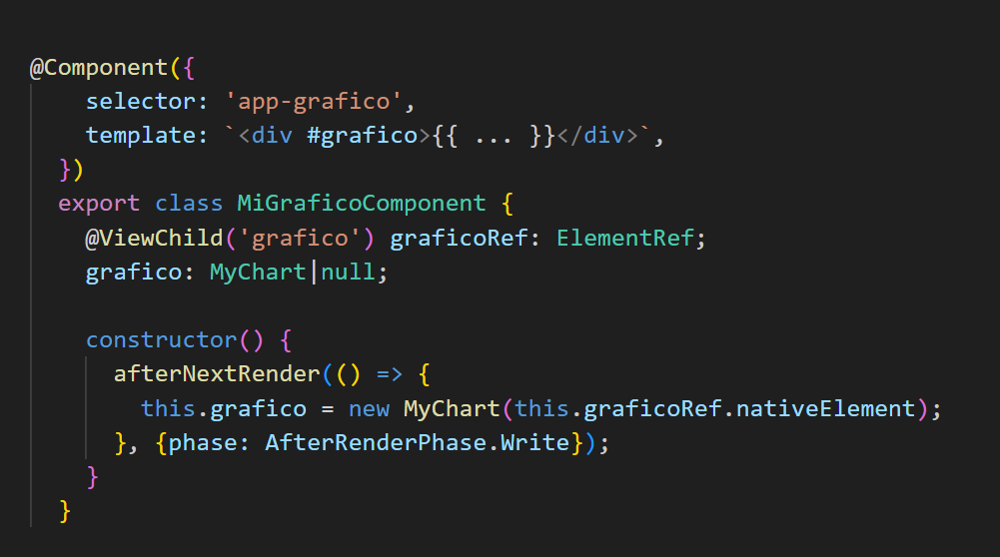 @Component({
    selector: 'app-grafico',
    template: `<div #grafico>{{ ... }}</div>`,
  })
  export class MiGraficoComponent {
    @ViewChild('grafico') graficoRef: ElementRef;
    grafico: MyChart|null;

    constructor() {
      afterNextRender(() => {
        this.grafico = new MyChart(this.graficoRef.nativeElement);
      }, {phase: AfterRenderPhase.Write});
    }
  }